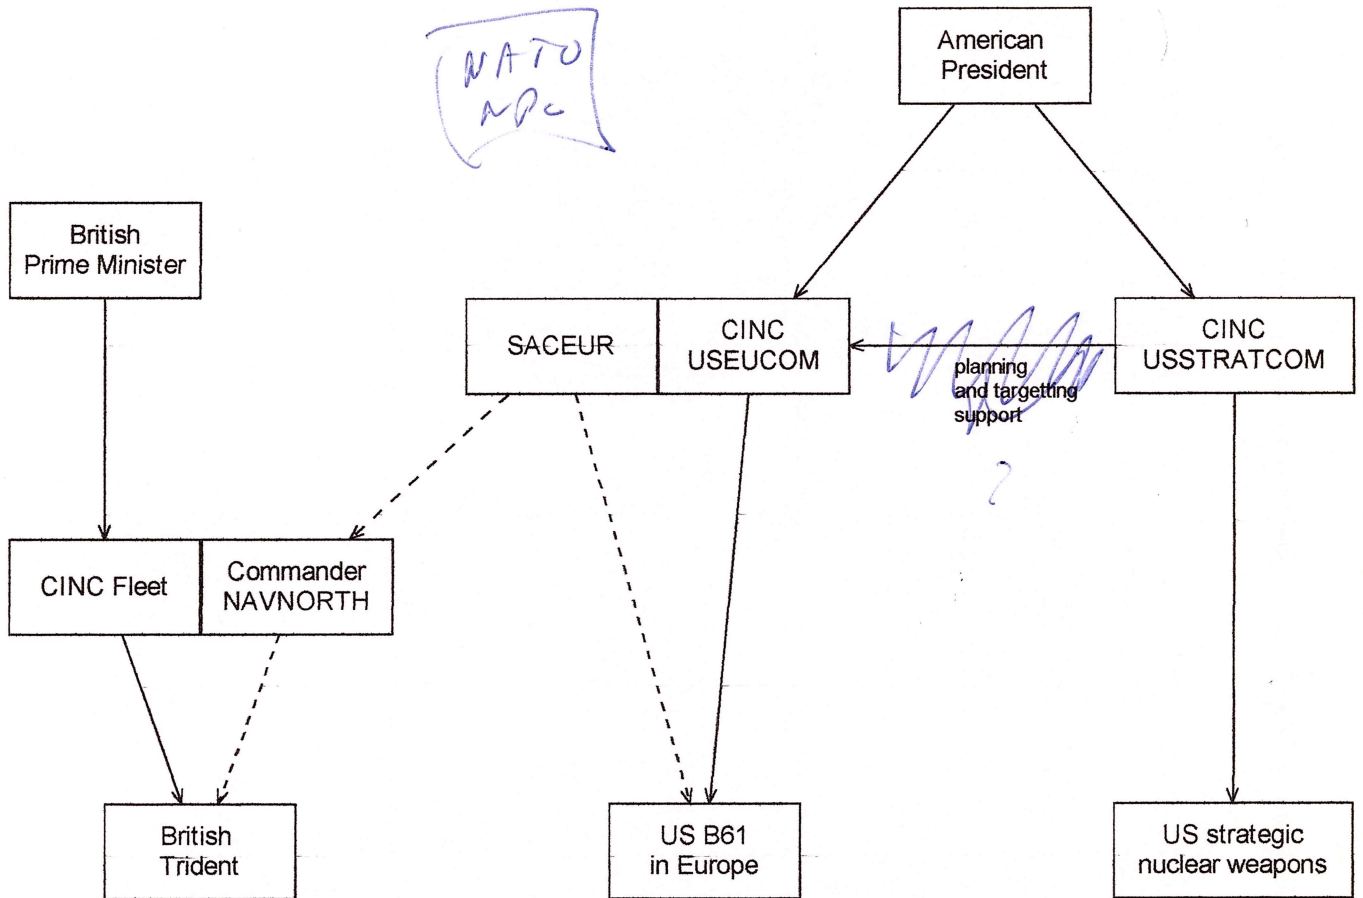 NATO
NPG
American
President
British
Prime Minister
SACEUR
CINC
USEUCOM
CINC
USSTRATCOM
planning
and targetting
support
?
CINC Fleet
Commander
NAVNORTH
British
Trident
US B61
in Europe
US strategic
nuclear weapons